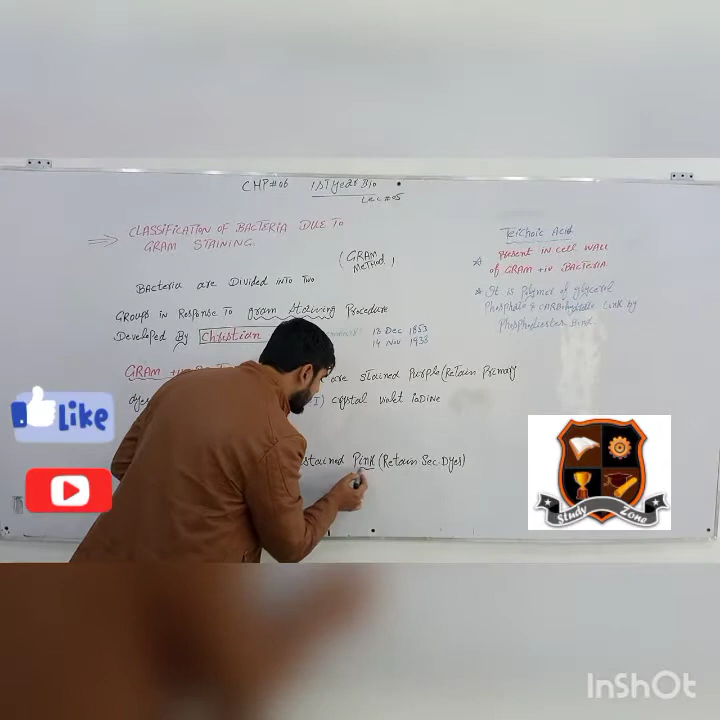 CHP#06 1ST Year Bio
Lec #05
CLASSIFICATION OF BACTERIA DUE TO
GRAM STAINING.
(GRAM
METHOD)
BACTERIA are Divided INTO Two
GROUPS in Response To Gram Staining Procedure
Developed By Christian
13 Dec 1853
14 Nov 1938
GRAM +ve
are stained Purple (Retain Primary
dyes
I) crystal violet ioDINE
stained Pink (Retain Sec. Dyes)
Teichoic Acid
* Present in Cell WALL
of GRAM +iv BACTERIA
* It is Polymer of glycerol
Phosphate & CARBohydrate Link by
Phosphodiester Bind
Like
Study Zone
InShOt